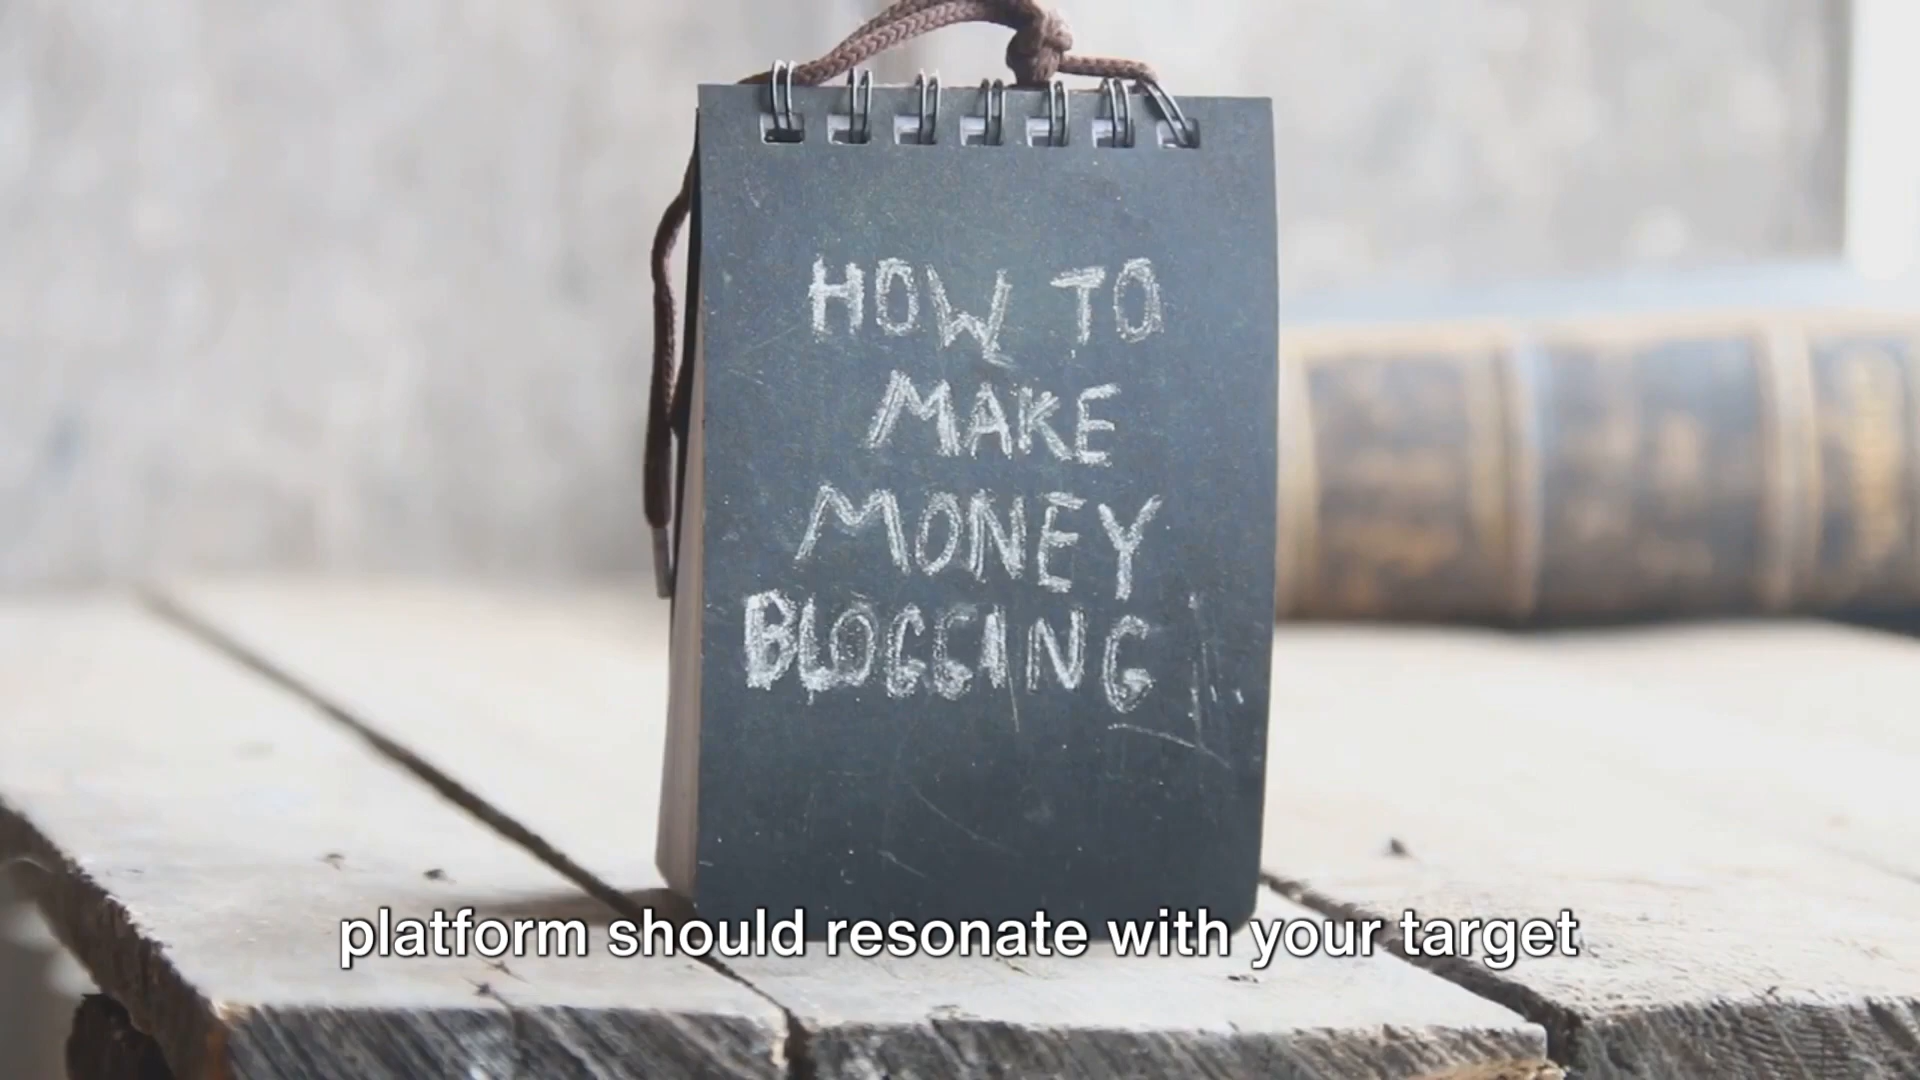 HOW TO
MAKE
MONEY
BLOGGING
platform should resonate with your target